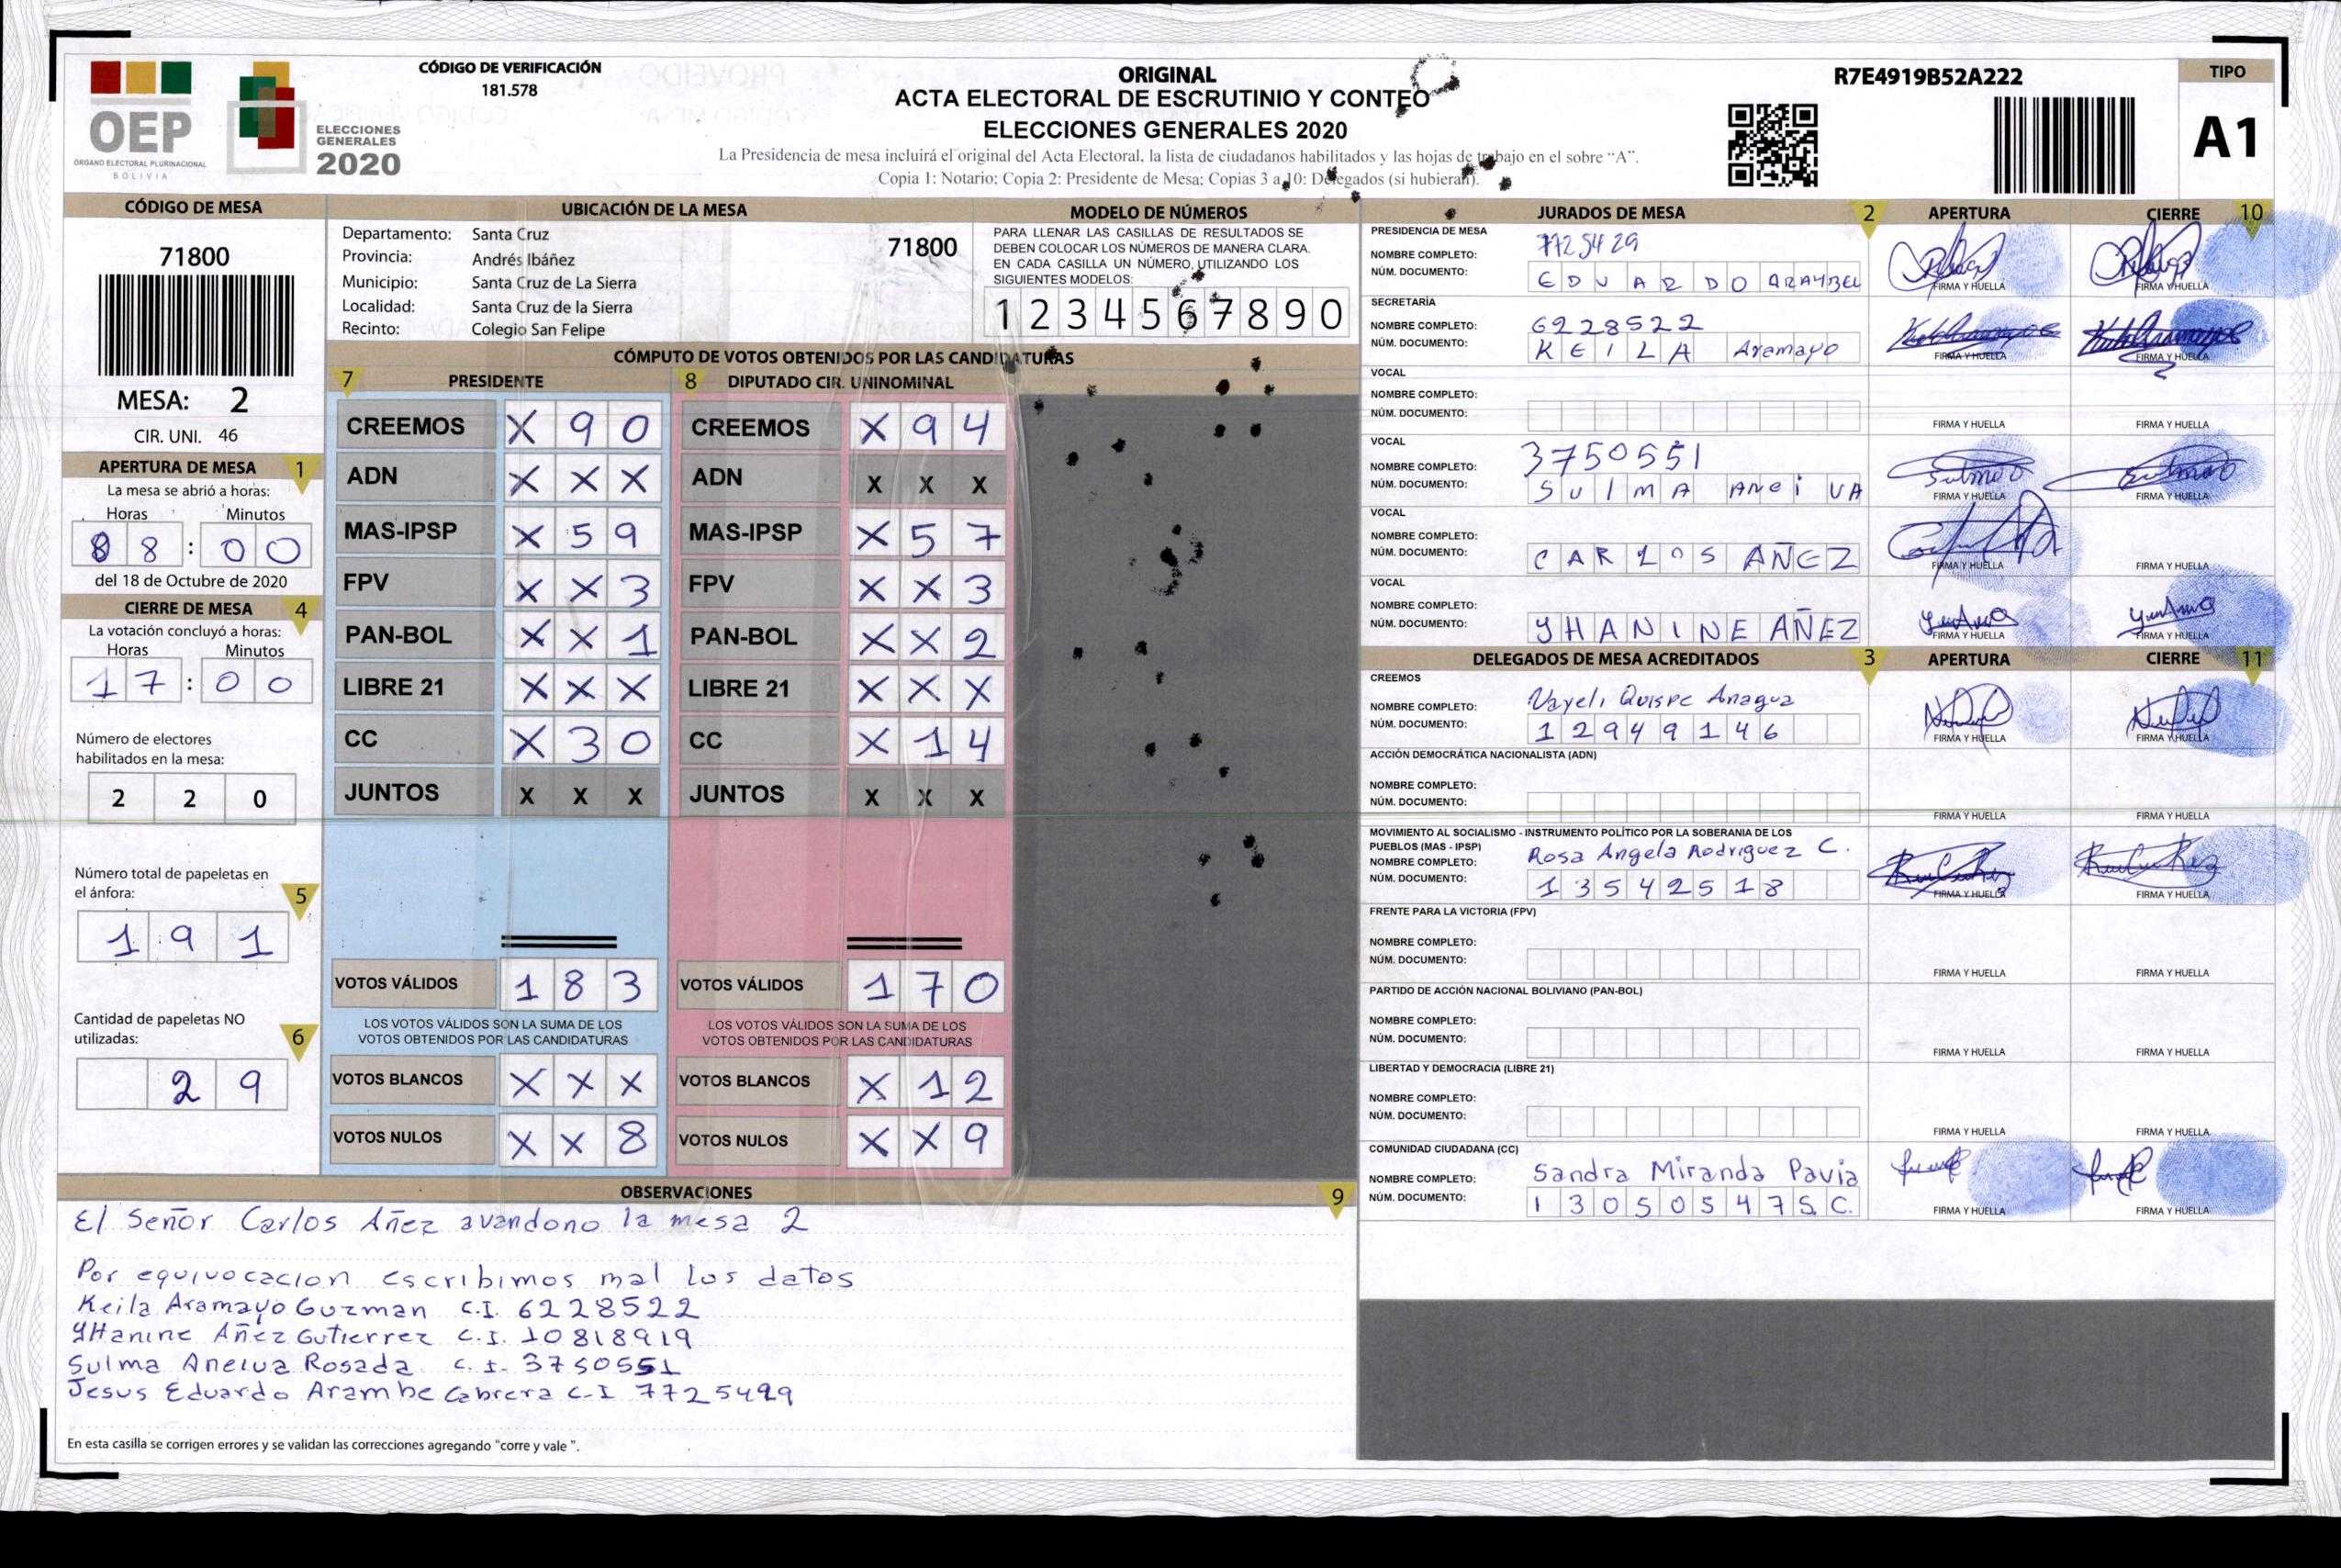 CÓDIGO DE VERIFICACIÓN
181.578
OEP
ORGANO ELECTORAL PLURINACIONAL
BOLIVIA
ELECCIONES
GENERALES
2020
ORIGINAL
ACTA ELECTORAL DE ESCRUTINIO Y CONTEO
ELECCIONES GENERALES 2020
La Presidencia de mesa incluirá el original del Acta Electoral, la lista de ciudadanos habilitados y las hojas de trabajo en el sobre “A”.
Copia 1: Notario; Copia 2: Presidente de Mesa; Copias 3 a 10: Delegados (si hubieran).
R7E4919B52A222
TIPO
A1
CÓDIGO DE MESA
71800
MESA: 2
CIR. UNI. 46
APERTURA DE MESA 1
La mesa se abrió a horas:
Horas Minutos
8 8 : 0 0
del 18 de Octubre de 2020
CIERRE DE MESA 4
La votación concluyó a horas:
Horas Minutos
1 7 : 0 0
Número de electores
habilitados en la mesa:
2 2 0
Número total de papeletas en
el ánfora: 5
1 9 1
Cantidad de papeletas NO
utilizadas: 6
2 9
UBICACIÓN DE LA MESA
Departamento: Santa Cruz
Provincia: Andrés Ibáñez
Municipio: Santa Cruz de La Sierra
Localidad: Santa Cruz de la Sierra
Recinto: Colegio San Felipe
71800
MODELO DE NÚMEROS
PARA LLENAR LAS CASILLAS DE RESULTADOS SE
DEBEN COLOCAR LOS NÚMEROS DE MANERA CLARA.
EN CADA CASILLA UN NÚMERO, UTILIZANDO LOS
SIGUIENTES MODELOS:
1 2 3 4 5 6 7 8 9 0
CÓMPUTO DE VOTOS OBTENIDOS POR LAS CANDIDATURAS
7 PRESIDENTE 8 DIPUTADO CIR. UNINOMINAL
CREEMOS X 9 0 CREEMOS X 9 4
ADN X X X ADN X X X
MAS-IPSP X 5 9 MAS-IPSP X 5 7
FPV X X 3 FPV X X 3
PAN-BOL X X 1 PAN-BOL X X 2
LIBRE 21 X X X LIBRE 21 X X X
CC X 3 0 CC X 1 4
JUNTOS X X X JUNTOS X X X
VOTOS VÁLIDOS 1 8 3 VOTOS VÁLIDOS 1 7 0
LOS VOTOS VÁLIDOS SON LA SUMA DE LOS LOS VOTOS VÁLIDOS SON LA SUMA DE LOS
VOTOS OBTENIDOS POR LAS CANDIDATURAS VOTOS OBTENIDOS POR LAS CANDIDATURAS
VOTOS BLANCOS X X X VOTOS BLANCOS X 1 2
VOTOS NULOS X X 8 VOTOS NULOS X X 9
OBSERVACIONES 9
El Señor Carlos Añez avandono la mesa 2
Por equivocacion escribimos mal los datos
Keila Aramayo Guzman C.I. 6228522
YHanine Añez Gutierrez C.I. 10818919
Sulma Aneiva Rosada C.I. 3750551
Jesus Eduardo Arambe Cabrera C.I 7725429
En esta casilla se corrigen errores y se validan las correcciones agregando “corre y vale ”.
JURADOS DE MESA 2 APERTURA CIERRE 10
PRESIDENCIA DE MESA
NOMBRE COMPLETO: 7725429
NÚM. DOCUMENTO: EDUARDO FIRMA Y HUELLA FIRMA Y HUELLA
SECRETARÍA
NOMBRE COMPLETO: 6228522
NÚM. DOCUMENTO: KEILA Aramayo FIRMA Y HUELLA FIRMA Y HUELLA
VOCAL
NOMBRE COMPLETO:
NÚM. DOCUMENTO: FIRMA Y HUELLA FIRMA Y HUELLA
VOCAL
NOMBRE COMPLETO: 3750551
NÚM. DOCUMENTO: SUlMA ANEiVA FIRMA Y HUELLA FIRMA Y HUELLA
VOCAL
NOMBRE COMPLETO:
NÚM. DOCUMENTO: CARLOS AÑEZ FIRMA Y HUELLA FIRMA Y HUELLA
VOCAL
NOMBRE COMPLETO:
NÚM. DOCUMENTO: YHANINE AÑEZ FIRMA Y HUELLA FIRMA Y HUELLA
DELEGADOS DE MESA ACREDITADOS 3 APERTURA CIERRE 11
CREEMOS
NOMBRE COMPLETO: Nayeli Quispe Anagua
NÚM. DOCUMENTO: 12949146 FIRMA Y HUELLA FIRMA Y HUELLA
ACCIÓN DEMOCRÁTICA NACIONALISTA (ADN)
NOMBRE COMPLETO:
NÚM. DOCUMENTO: FIRMA Y HUELLA FIRMA Y HUELLA
MOVIMIENTO AL SOCIALISMO - INSTRUMENTO POLÍTICO POR LA SOBERANIA DE LOS
PUEBLOS (MAS - IPSP)
NOMBRE COMPLETO: Rosa Angela Rodriguez C.
NÚM. DOCUMENTO: 13542518 FIRMA Y HUELLA FIRMA Y HUELLA
FRENTE PARA LA VICTORIA (FPV)
NOMBRE COMPLETO:
NÚM. DOCUMENTO: FIRMA Y HUELLA FIRMA Y HUELLA
PARTIDO DE ACCIÓN NACIONAL BOLIVIANO (PAN-BOL)
NOMBRE COMPLETO:
NÚM. DOCUMENTO: FIRMA Y HUELLA FIRMA Y HUELLA
LIBERTAD Y DEMOCRACIA (LIBRE 21)
NOMBRE COMPLETO:
NÚM. DOCUMENTO: FIRMA Y HUELLA FIRMA Y HUELLA
COMUNIDAD CIUDADANA (CC)
NOMBRE COMPLETO: Sandra Miranda Pavia
NÚM. DOCUMENTO: 13050547S.C. FIRMA Y HUELLA FIRMA Y HUELLA